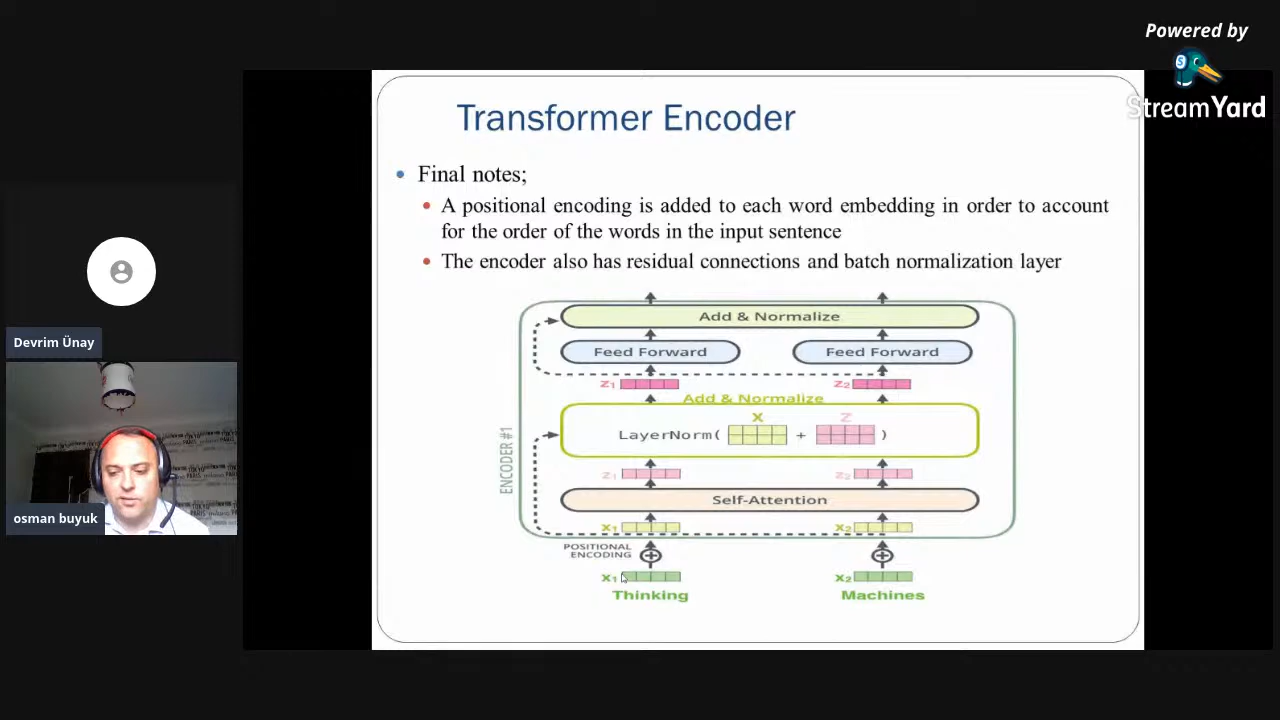 Powered by
StreamYard
Transformer Encoder
Final notes;
A positional encoding is added to each word embedding in order to account
for the order of the words in the input sentence
The encoder also has residual connections and batch normalization layer
Add & Normalize
Feed Forward
Feed Forward
z1
z2
Add & Normalize
X
Z
LayerNorm( + )
ENCODER #1
z1
z2
Self-Attention
x1
x2
POSITIONAL
ENCODING
x1
x2
Thinking
Machines
Devrim Ünay
osman buyuk